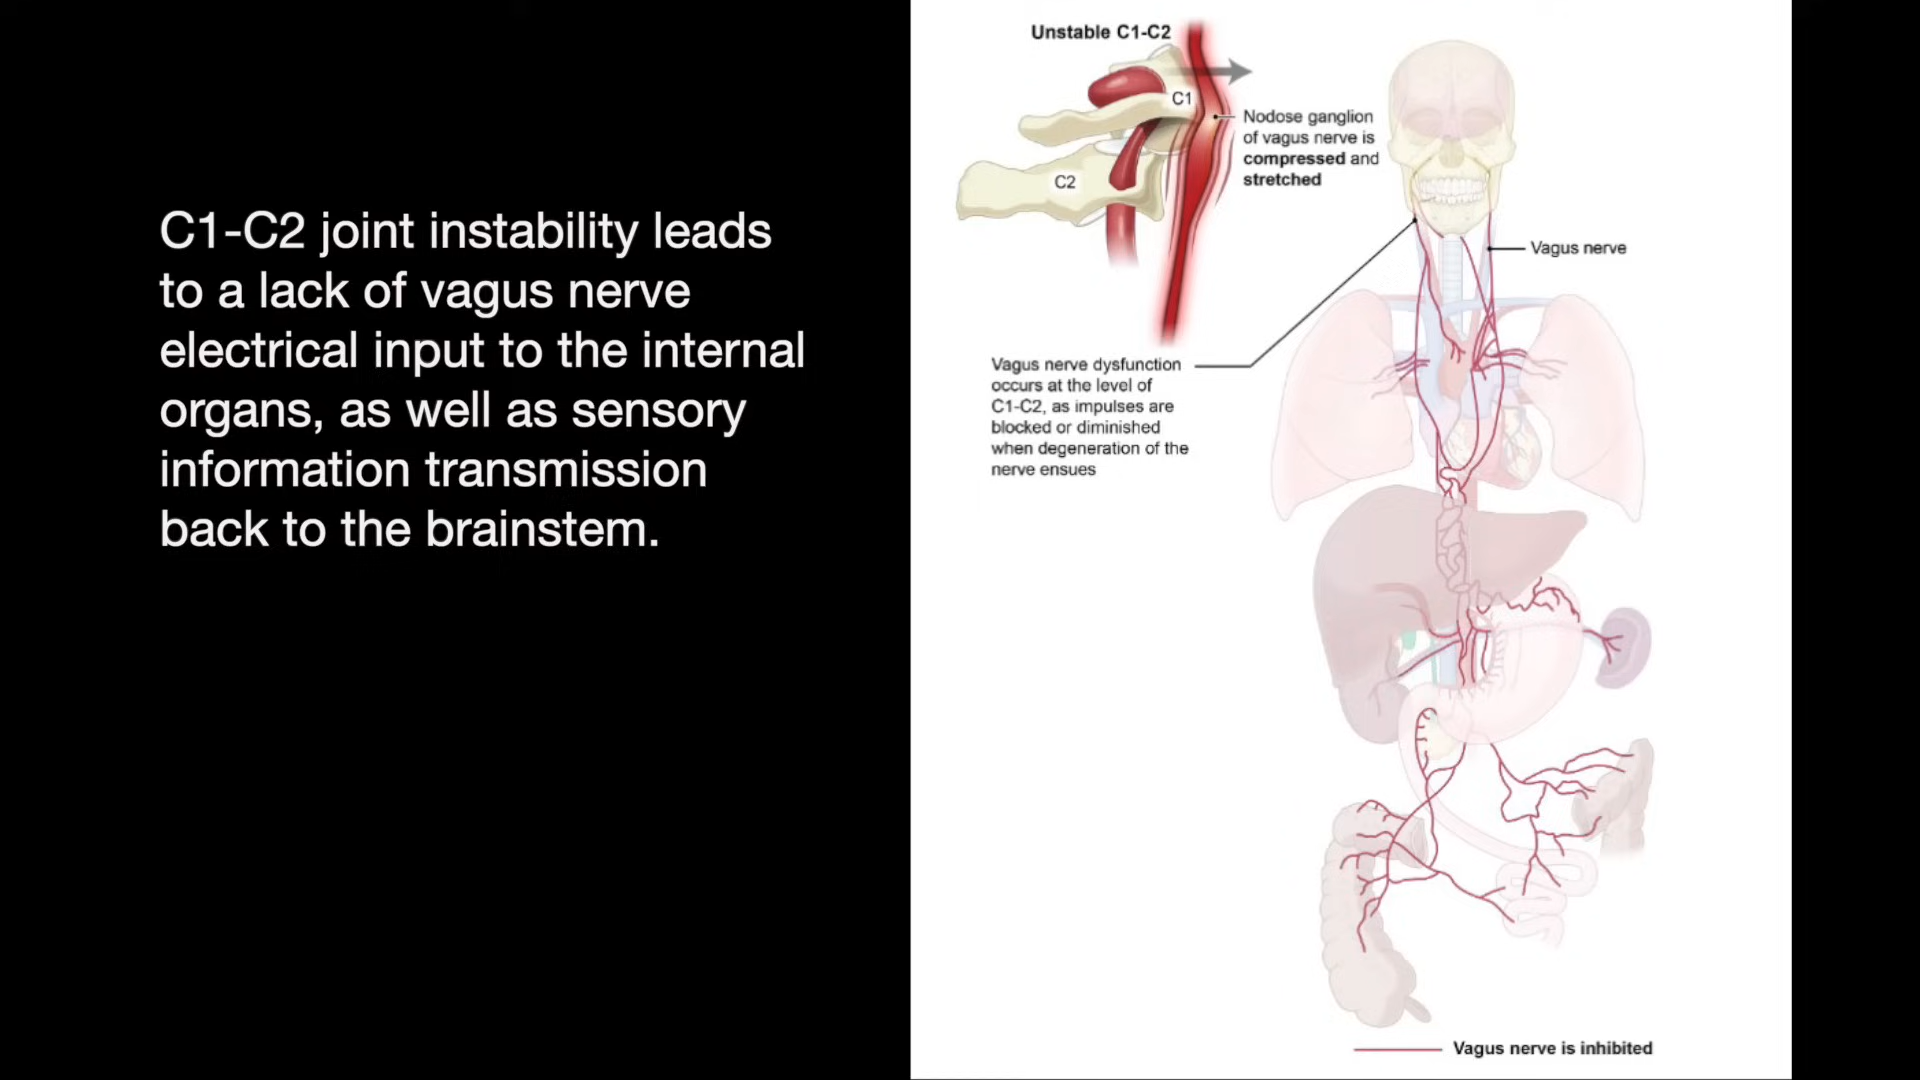 C1-C2 joint instability leads
to a lack of vagus nerve
electrical input to the internal
organs, as well as sensory
information transmission
back to the brainstem.
Unstable C1-C2
C1
C2
Nodose ganglion
of vagus nerve is
compressed and
stretched
Vagus nerve
Vagus nerve dysfunction
occurs at the level of
C1-C2, as impulses are
blocked or diminished
when degeneration of the
nerve ensues
Vagus nerve is inhibited